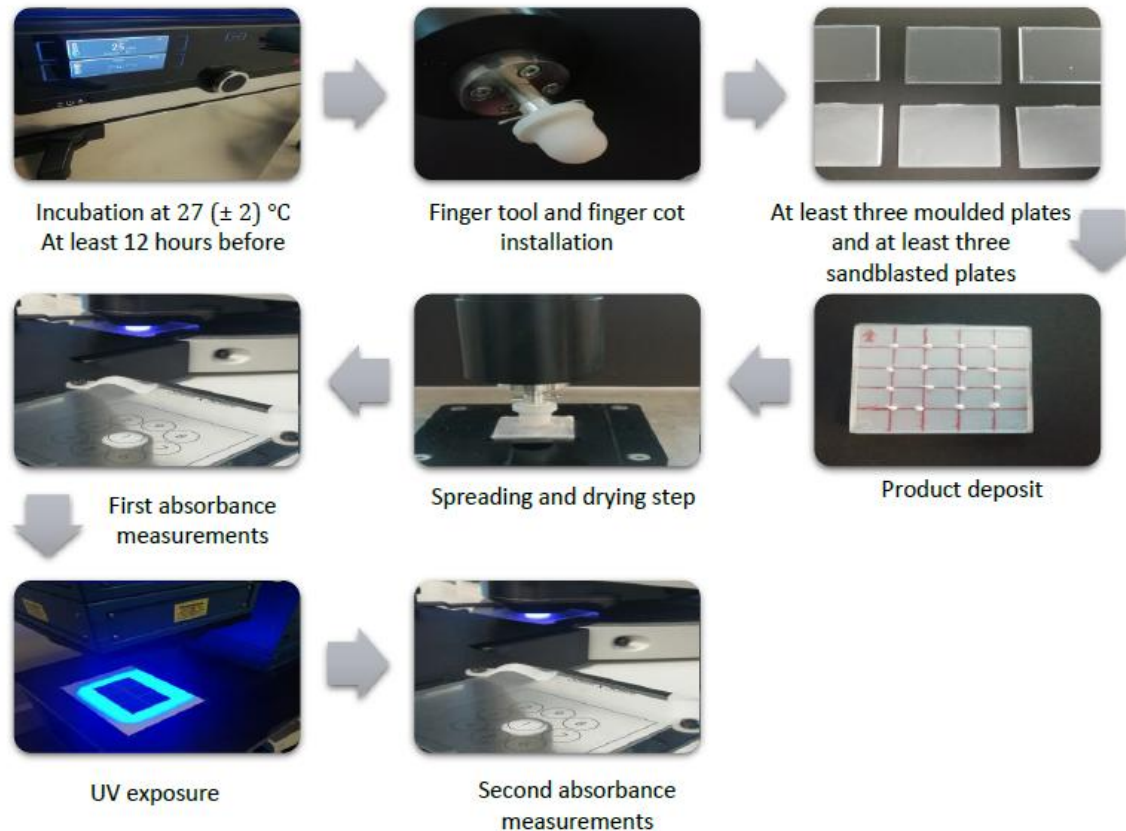 Incubation at 27 (± 2) °C
At least 12 hours before
Finger tool and finger cot
installation
At least three moulded plates
and at least three
sandblasted plates
Product deposit
Spreading and drying step
First absorbance
measurements
UV exposure
Second absorbance
measurements